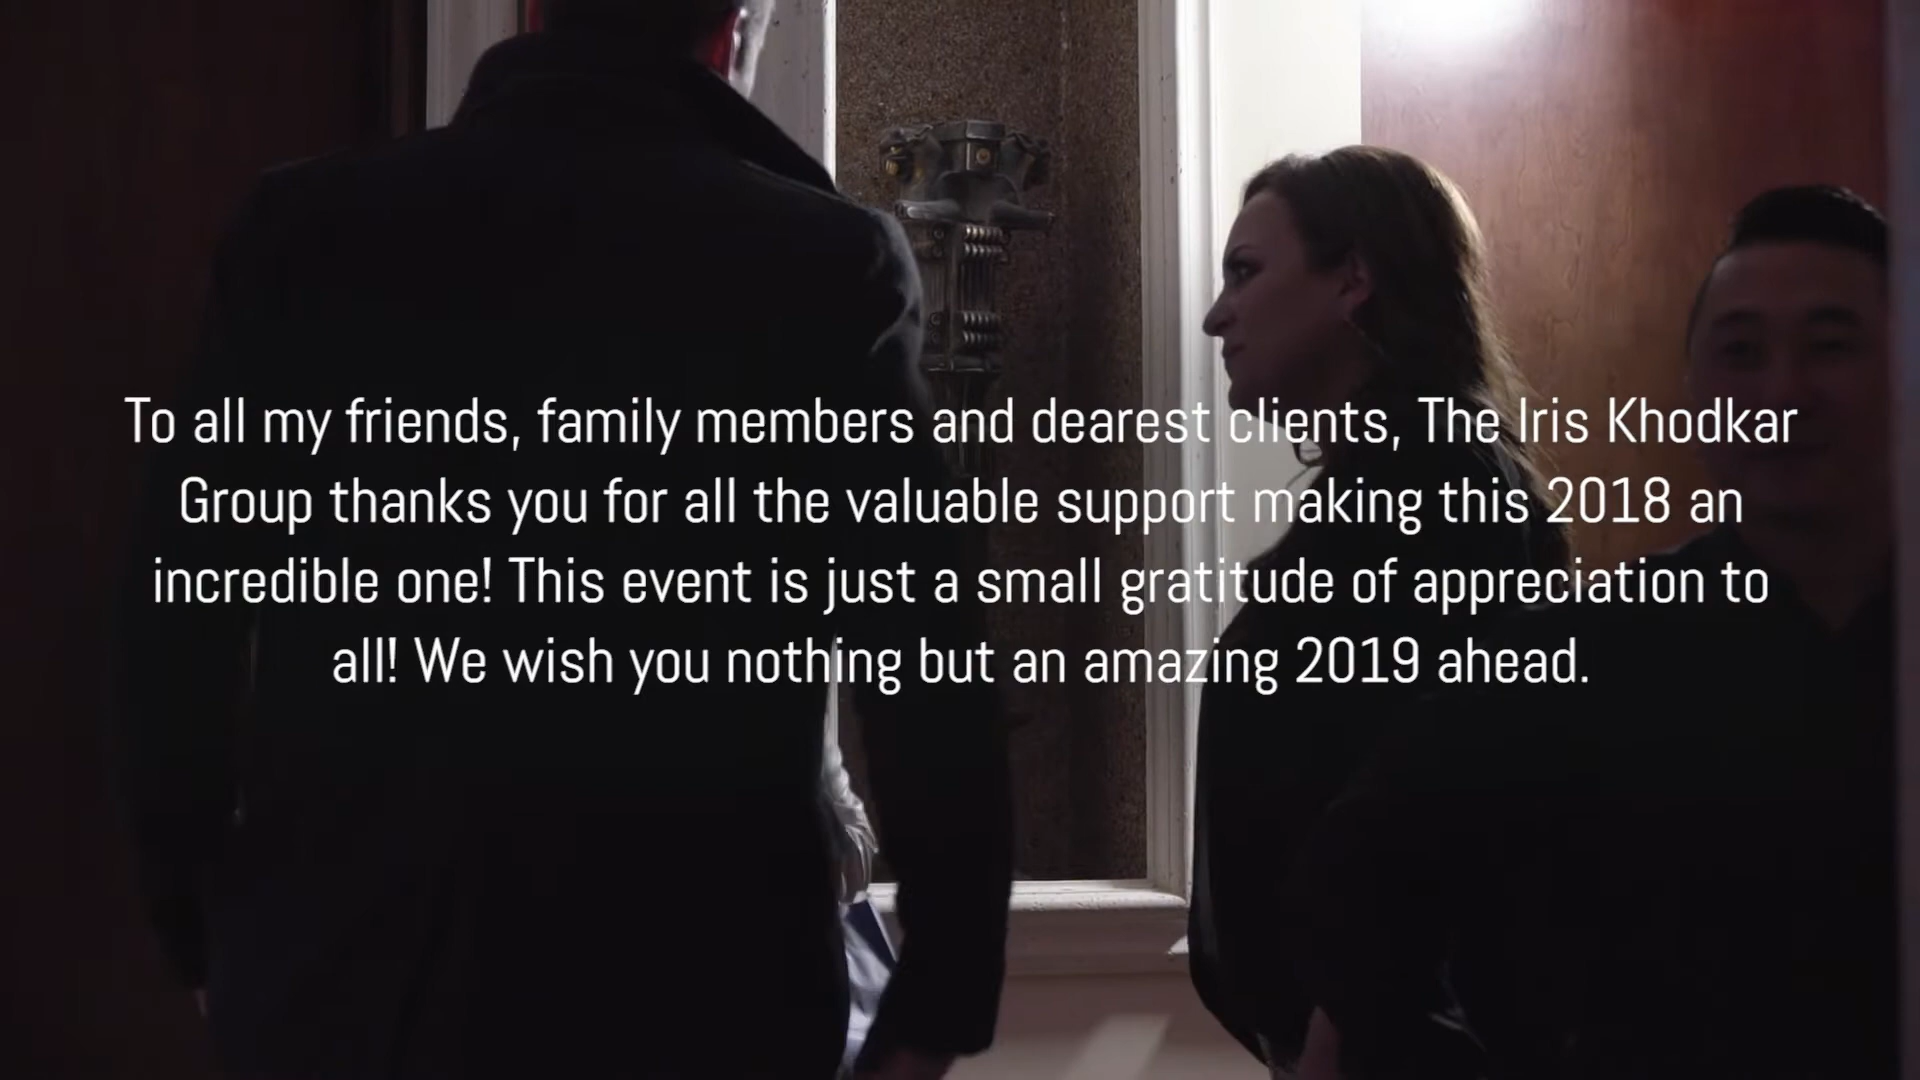 To all my friends, family members and dearest clients, The Iris Khodkar
Group thanks you for all the valuable support making this 2018 an
incredible one! This event is just a small gratitude of appreciation to
all! We wish you nothing but an amazing 2019 ahead.